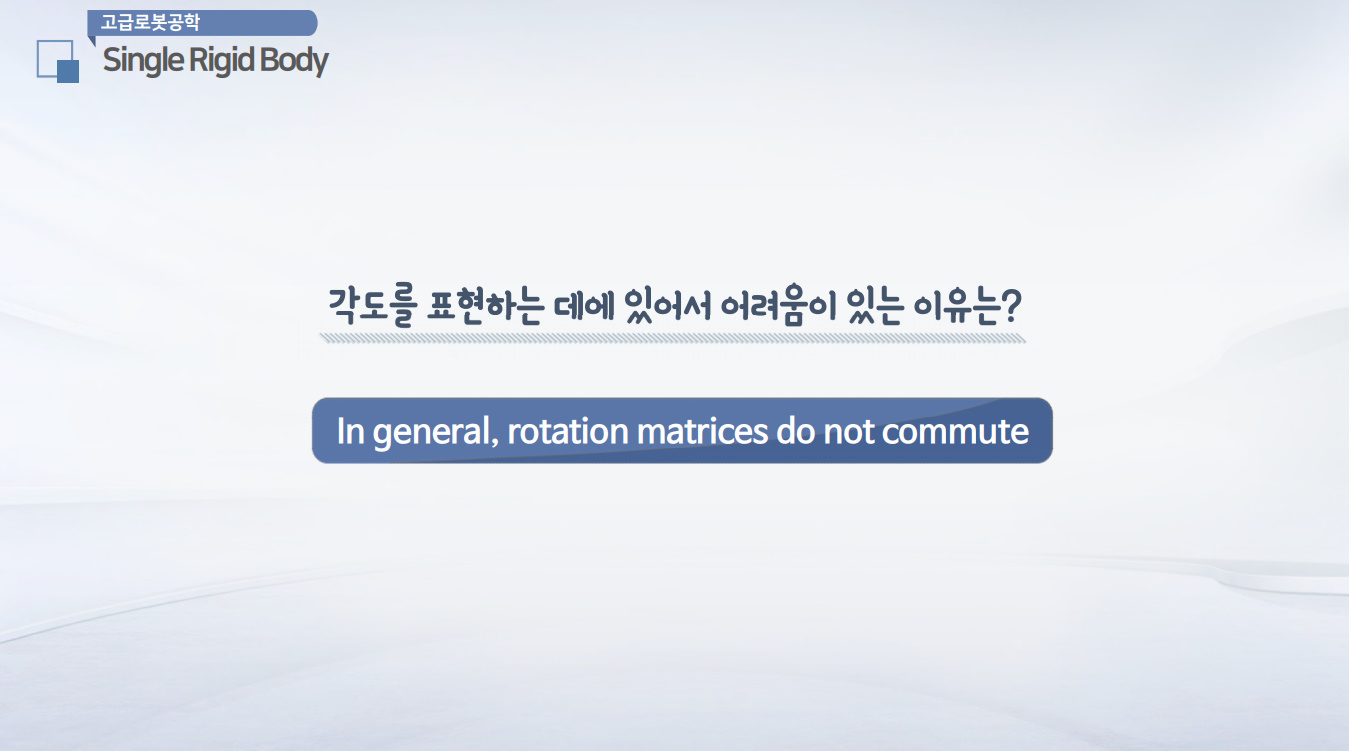 고급로봇공학
Single Rigid Body
각도를 표현하는 데에 있어서 어려움이 있는 이유는?
In general, rotation matrices do not commute